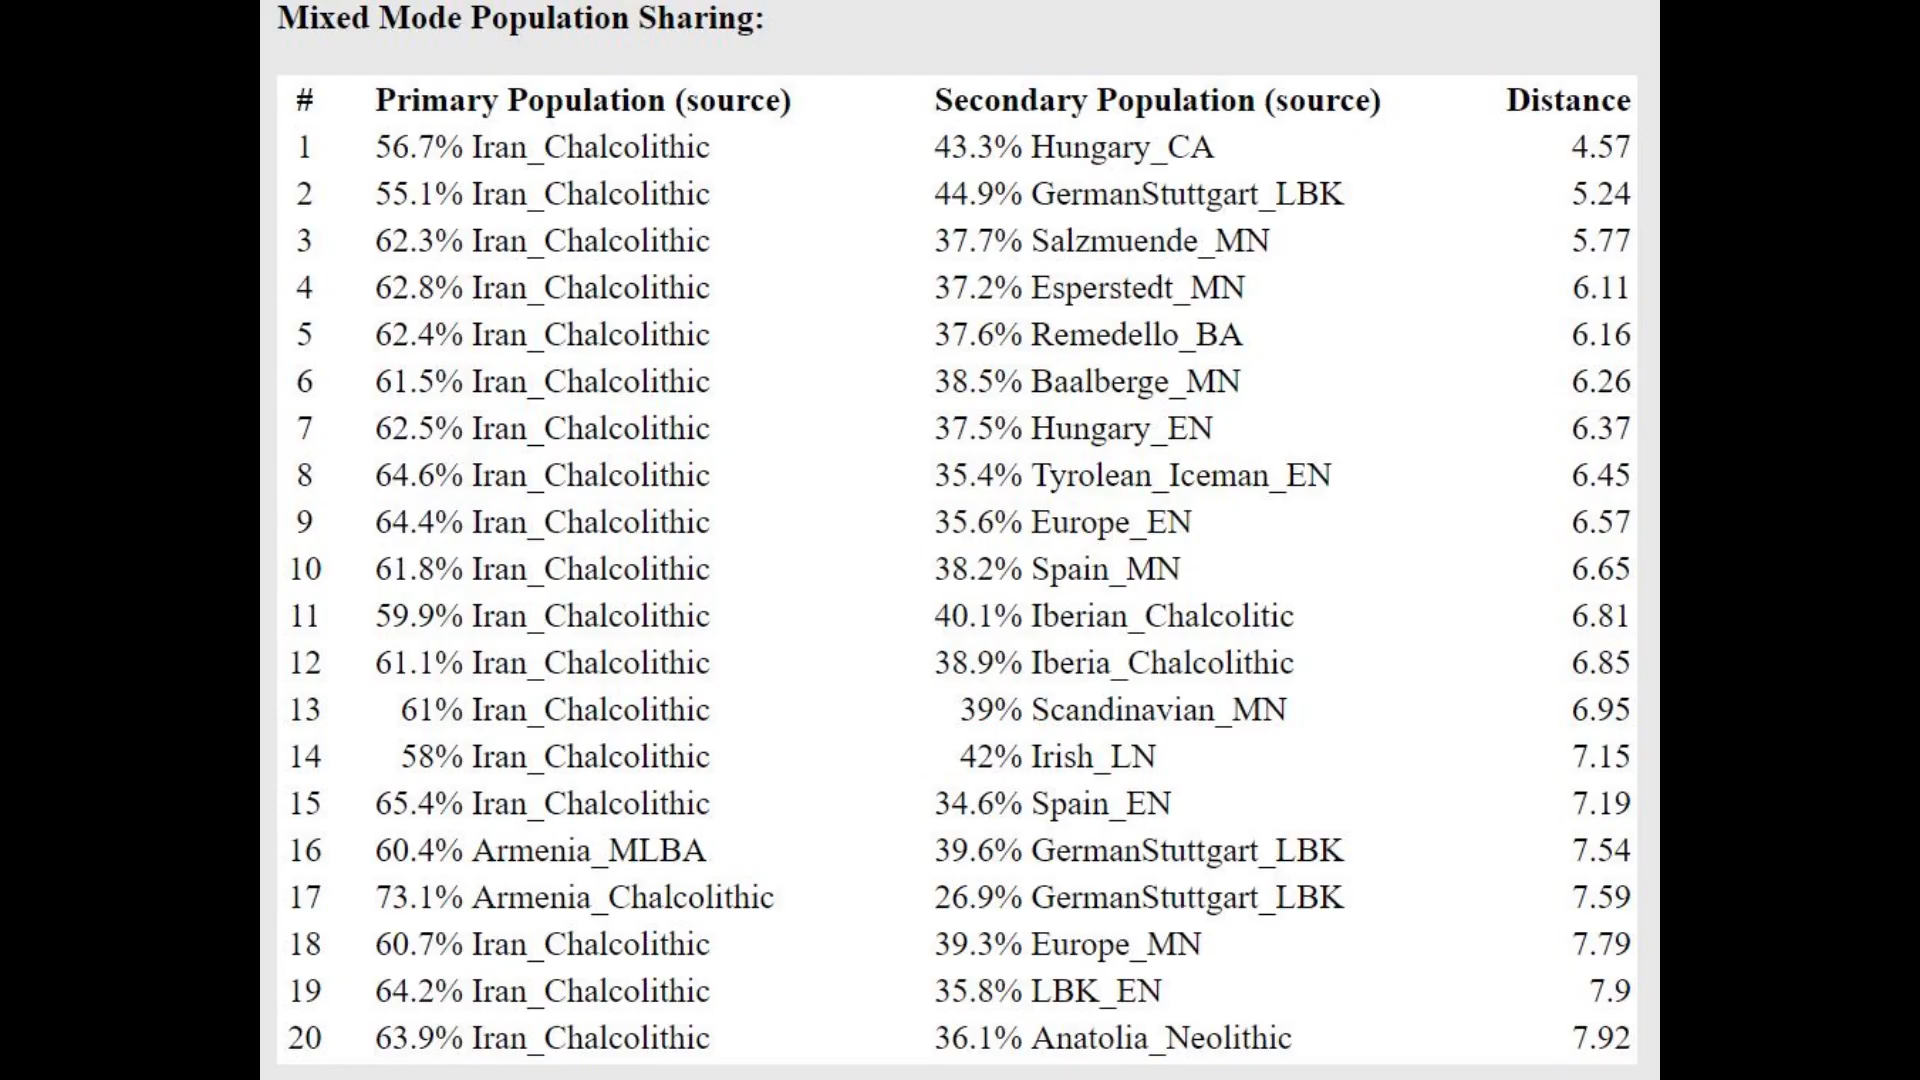 Mixed Mode Population Sharing:
# Primary Population (source) Secondary Population (source) Distance
1 56.7% Iran_Chalcolithic 43.3% Hungary_CA 4.57
2 55.1% Iran_Chalcolithic 44.9% GermanStuttgart_LBK 5.24
3 62.3% Iran_Chalcolithic 37.7% Salzmuende_MN 5.77
4 62.8% Iran_Chalcolithic 37.2% Esperstedt_MN 6.11
5 62.4% Iran_Chalcolithic 37.6% Remedello_BA 6.16
6 61.5% Iran_Chalcolithic 38.5% Baalberge_MN 6.26
7 62.5% Iran_Chalcolithic 37.5% Hungary_EN 6.37
8 64.6% Iran_Chalcolithic 35.4% Tyrolean_Iceman_EN 6.45
9 64.4% Iran_Chalcolithic 35.6% Europe_EN 6.57
10 61.8% Iran_Chalcolithic 38.2% Spain_MN 6.65
11 59.9% Iran_Chalcolithic 40.1% Iberian_Chalcolitic 6.81
12 61.1% Iran_Chalcolithic 38.9% Iberia_Chalcolithic 6.85
13 61% Iran_Chalcolithic 39% Scandinavian_MN 6.95
14 58% Iran_Chalcolithic 42% Irish_LN 7.15
15 65.4% Iran_Chalcolithic 34.6% Spain_EN 7.19
16 60.4% Armenia_MLBA 39.6% GermanStuttgart_LBK 7.54
17 73.1% Armenia_Chalcolithic 26.9% GermanStuttgart_LBK 7.59
18 60.7% Iran_Chalcolithic 39.3% Europe_MN 7.79
19 64.2% Iran_Chalcolithic 35.8% LBK_EN 7.9
20 63.9% Iran_Chalcolithic 36.1% Anatolia_Neolithic 7.92